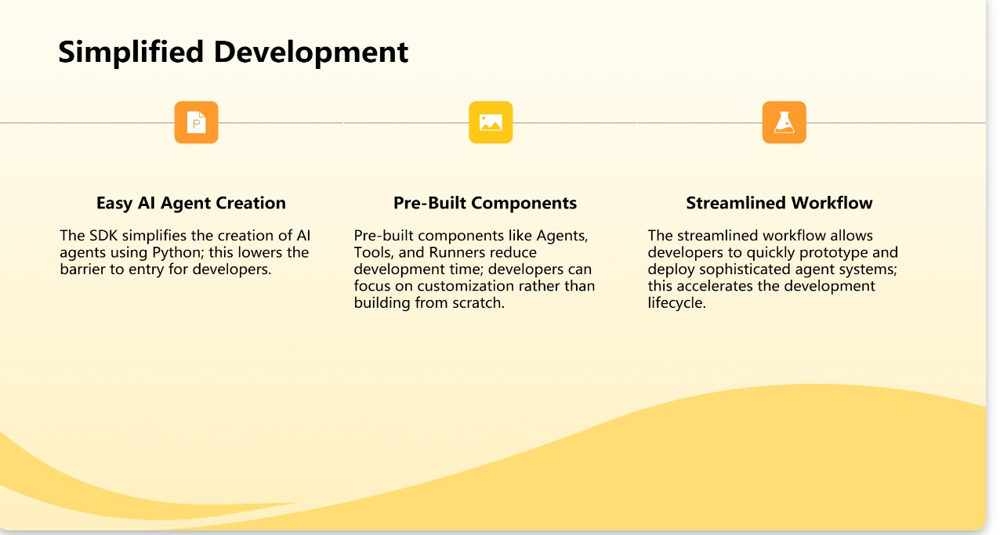 Simplified Development
P
Easy AI Agent Creation
The SDK simplifies the creation of AI
agents using Python; this lowers the
barrier to entry for developers.
Pre-Built Components
Pre-built components like Agents,
Tools, and Runners reduce
development time; developers can
focus on customization rather than
building from scratch.
Streamlined Workflow
The streamlined workflow allows
developers to quickly prototype and
deploy sophisticated agent systems;
this accelerates the development
lifecycle.